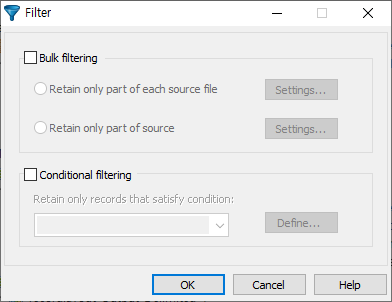 Filter
Bulk filtering
Retain only part of each source file
Settings...
Retain only part of source
Settings...
Conditional filtering
Retain only records that satisfy condition:
Define...
OK
Cancel
Help